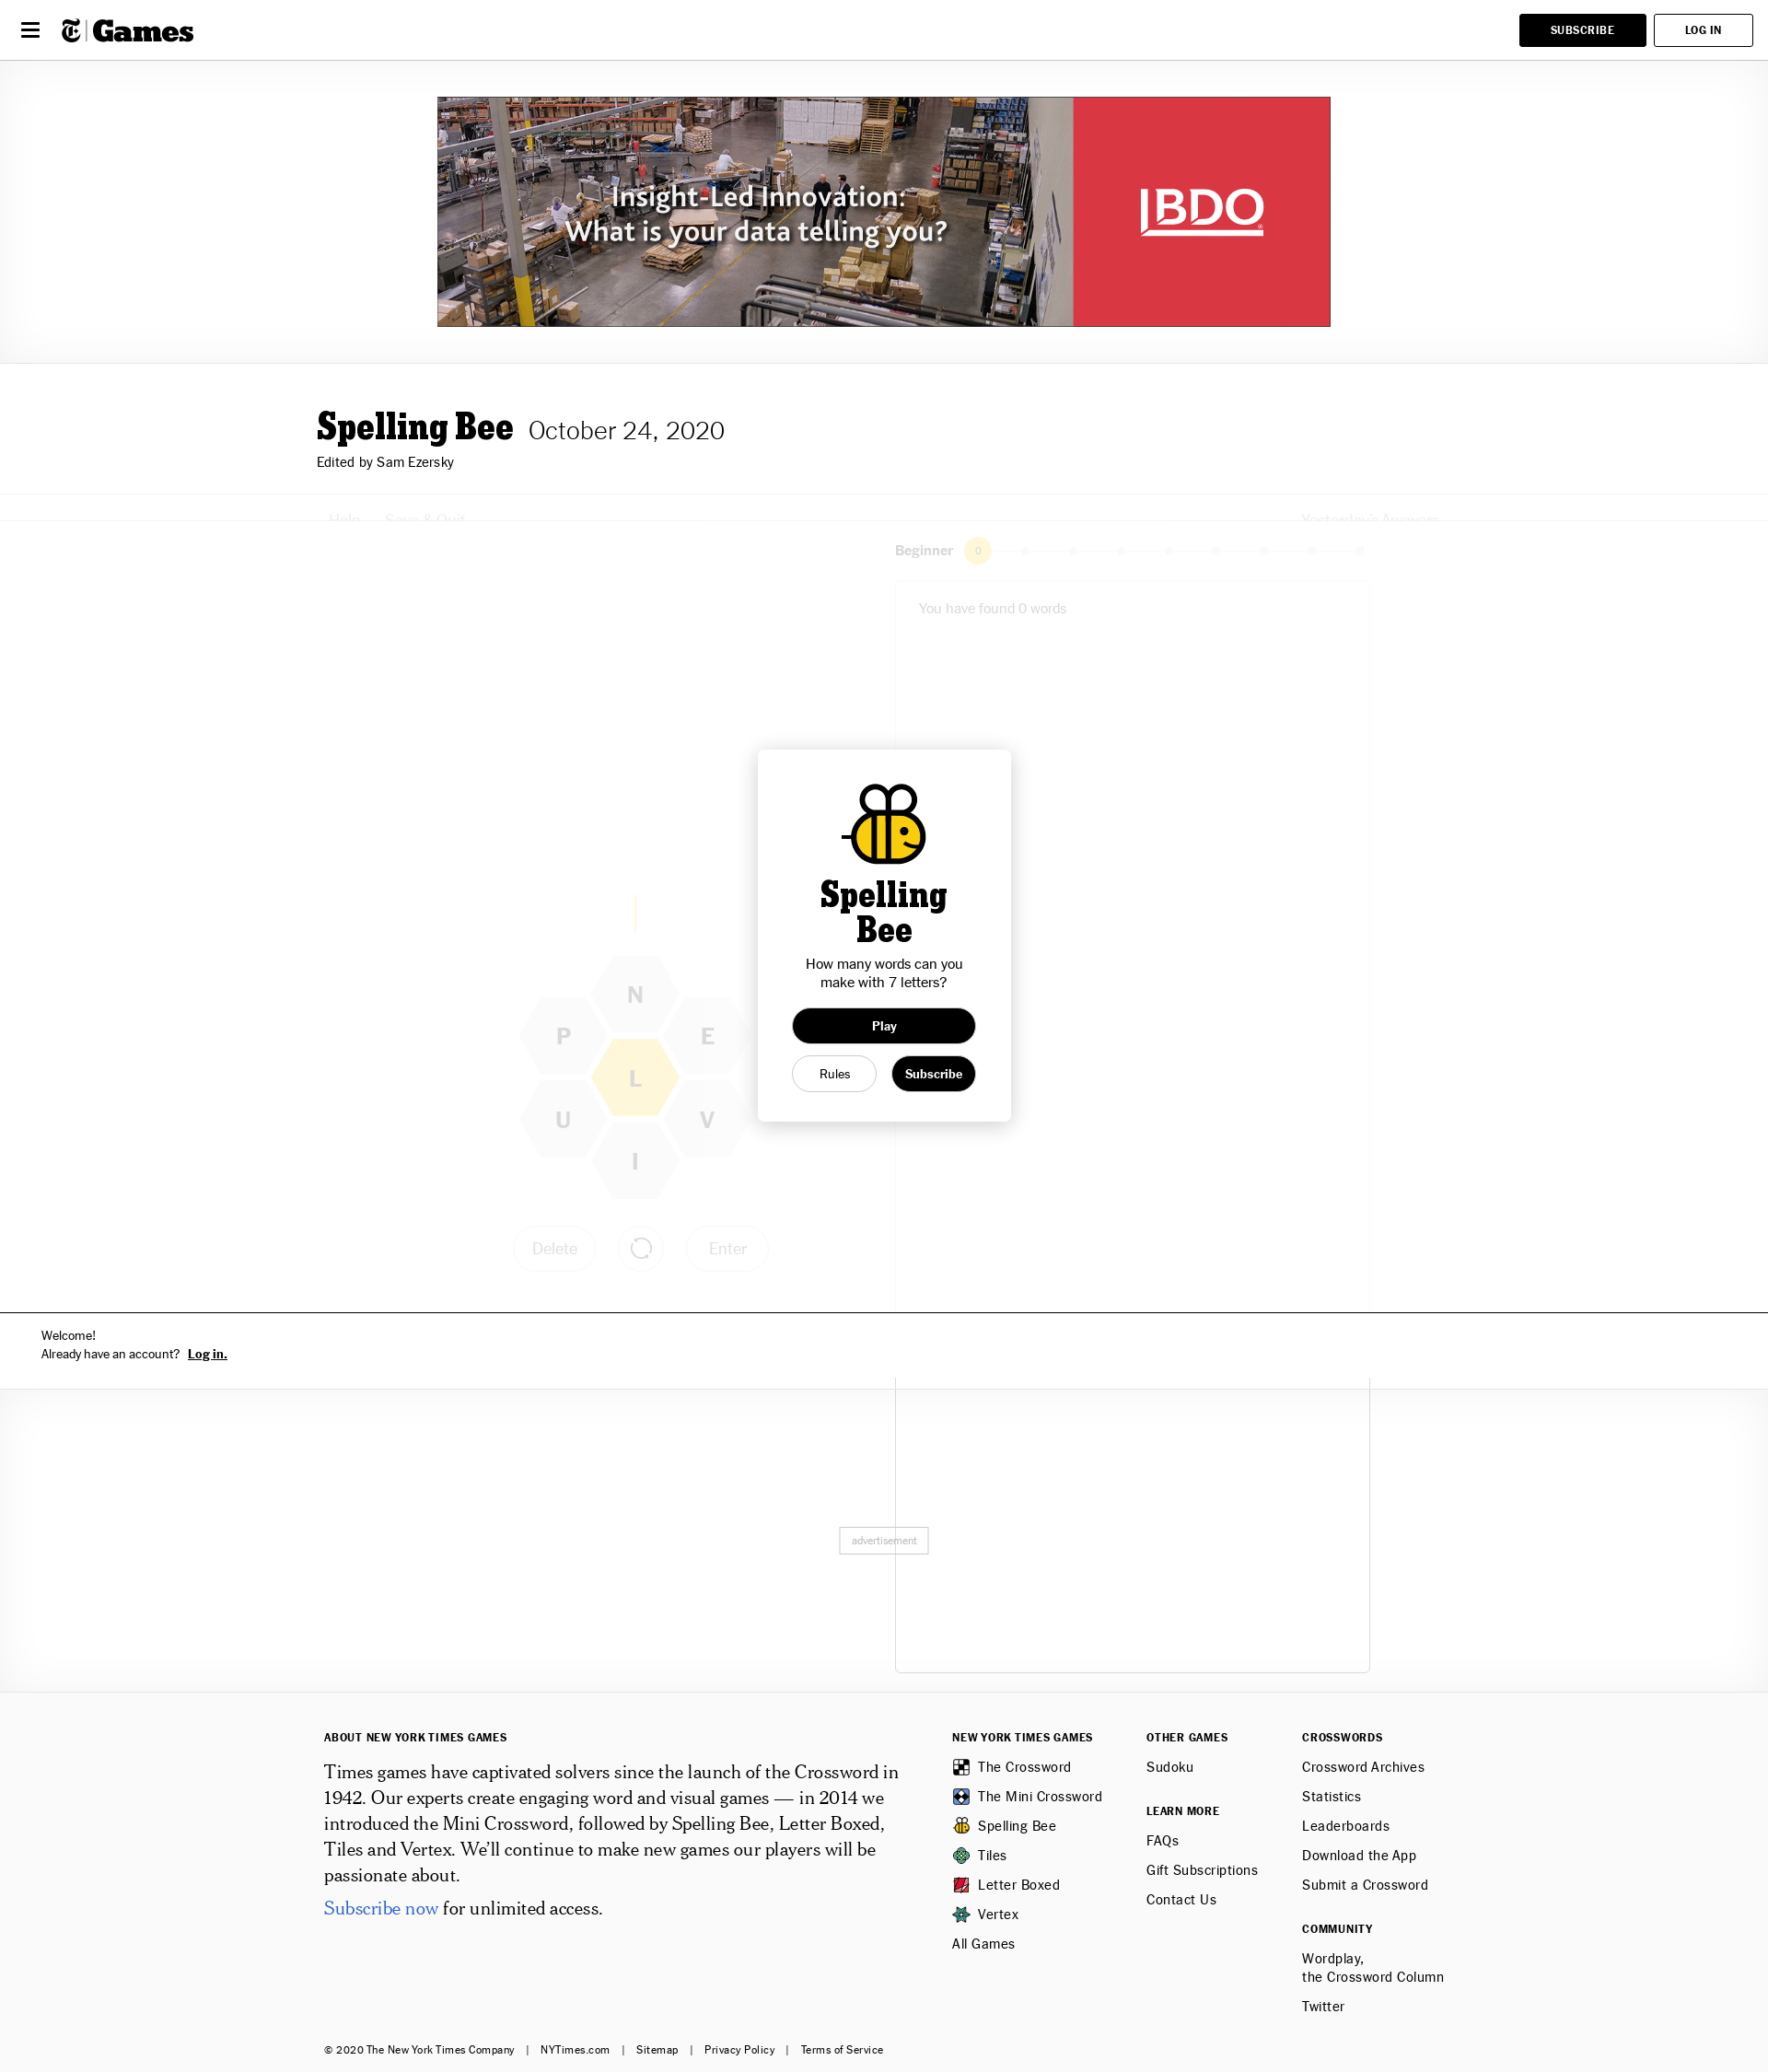 Games
SUBSCRIBE
LOG IN
Insight-Led Innovation:
What is your data telling you?
BDO
Spelling Bee October 24, 2020
Edited by Sam Ezersky
Help
Save & Quit
Yesterday's Answers
Beginner
0
You have found 0 words
Spelling
Bee
How many words can you
make with 7 letters?
Play
Rules
Subscribe
N
P
E
L
U
V
I
Delete
Enter
Welcome!
Already have an account? Log in.
advertisement
ABOUT NEW YORK TIMES GAMES
Times games have captivated solvers since the launch of the Crossword in
1942. Our experts create engaging word and visual games — in 2014 we
introduced the Mini Crossword, followed by Spelling Bee, Letter Boxed,
Tiles and Vertex. We’ll continue to make new games our players will be
passionate about.
Subscribe now for unlimited access.
NEW YORK TIMES GAMES
The Crossword
The Mini Crossword
Spelling Bee
Tiles
Letter Boxed
Vertex
All Games
OTHER GAMES
Sudoku
LEARN MORE
FAQs
Gift Subscriptions
Contact Us
CROSSWORDS
Crossword Archives
Statistics
Leaderboards
Download the App
Submit a Crossword
COMMUNITY
Wordplay,
the Crossword Column
Twitter
© 2020 The New York Times Company | NYTimes.com | Sitemap | Privacy Policy | Terms of Service